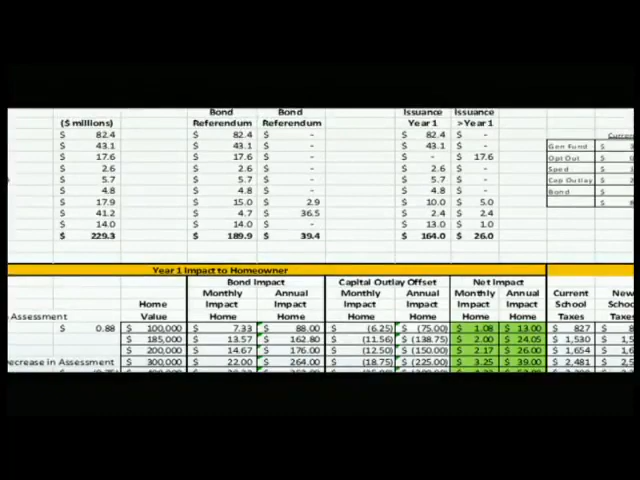 Bond Bond Issuance Issuance
($ millions) Referendum Referendum Year 1 >Year 1
$ 82.4 $ 82.4 $ - $ 82.4 $ -
$ 43.1 $ 43.1 $ - $ 43.1 $ -
$ 17.6 $ 17.6 $ - $ - $ 17.6 Gen Fund $
$ 2.6 $ 2.6 $ - $ 2.6 $ - Opt Out $
$ 5.7 $ 5.7 $ - $ 5.7 $ - Sped $
$ 4.8 $ 4.8 $ - $ 4.8 $ - Cap Outlay $
$ 17.9 $ 15.0 $ 2.9 $ 10.0 $ 5.0 Bond $
$ 41.2 $ 4.7 $ 36.5 $ 2.4 $ 2.4 $
$ 14.0 $ 14.0 $ - $ 13.0 $ 1.0
$ 229.3 $ 189.9 $ 39.4 $ 164.0 $ 26.0
Year 1 Impact to Homeowner
Bond Impact Capital Outlay Offset Net Impact
Monthly Annual Monthly Annual Monthly Annual Current New
Home Impact Impact Impact Impact Impact Impact School School
Assessment Value Home Home Home Home Home Home Taxes Taxes
$ 0.88 $ 100,000 $ 7.33 $ 88.00 $ (6.25) $ (75.00) $ 1.08 $ 13.00 $ 827 $
$ 185,000 $ 13.57 $ 162.80 $ (11.56) $ (138.75) $ 2.00 $ 24.05 $ 1,530 $
$ 200,000 $ 14.67 $ 176.00 $ (12.50) $ (150.00) $ 2.17 $ 26.00 $ 1,654 $
Decrease in Assessment $ 300,000 $ 22.00 $ 264.00 $ (18.75) $ (225.00) $ 3.25 $ 39.00 $ 2,481 $